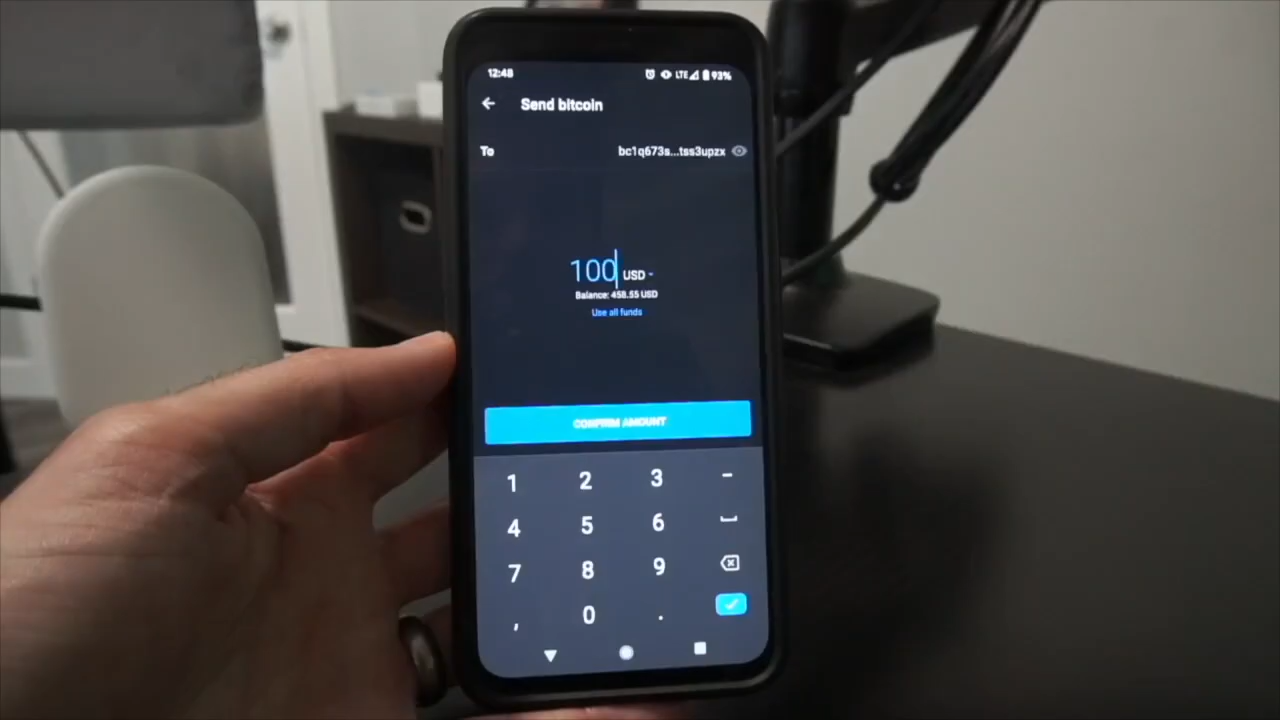 12:48 LTE 93%
Send bitcoin
To bc1q673s...tss3upzx
100 USD
Balance: 458.55 USD
Use all funds
CONFIRM AMOUNT
1 2 3 -
4 5 6
7 8 9
, 0 .